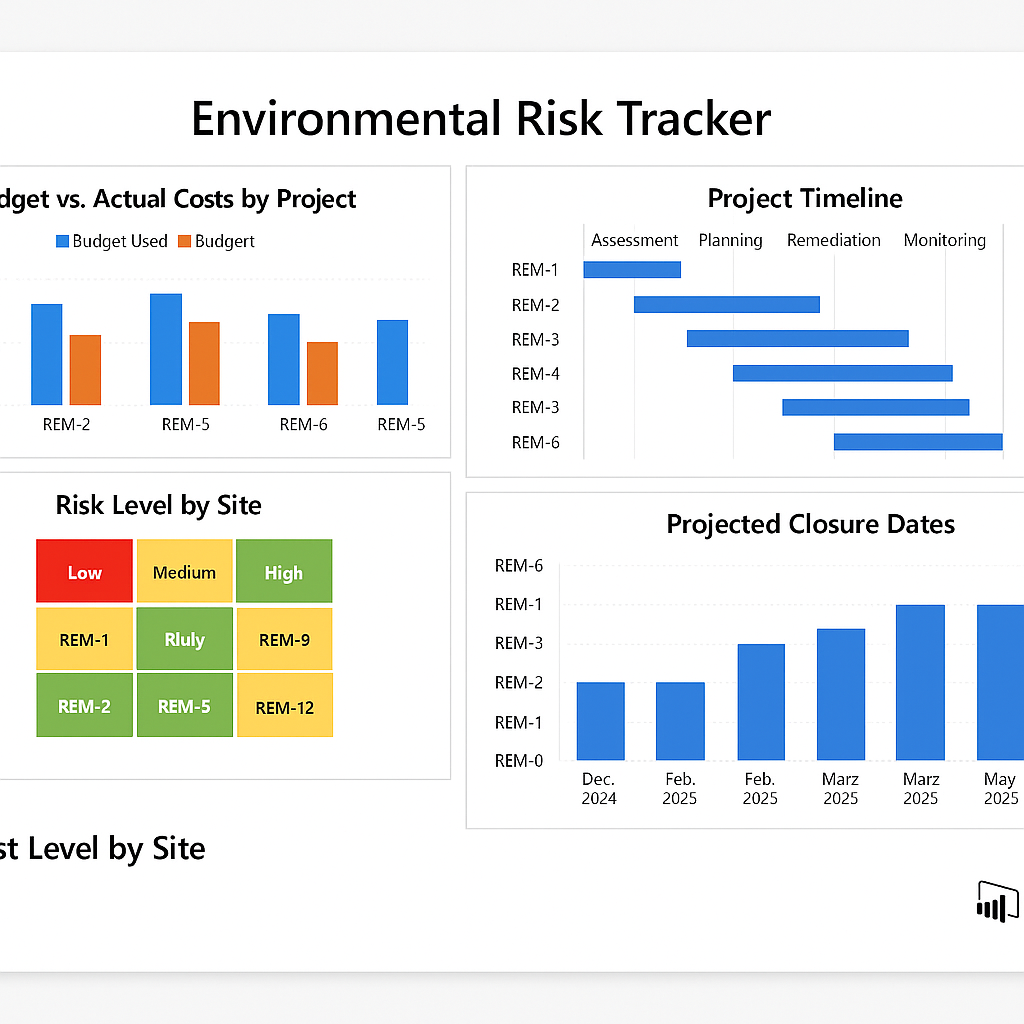 Environmental Risk Tracker
dget vs. Actual Costs by Project
Budget Used Budgert
REM-2 REM-5 REM-6 REM-5
Project Timeline
Assessment Planning Remediation Monitoring
REM-1
REM-2
REM-3
REM-4
REM-3
REM-6
Risk Level by Site
Low Medium High
REM-1 Rluly REM-9
REM-2 REM-5 REM-12
Projected Closure Dates
REM-6
REM-1
REM-3
REM-2
REM-1
REM-0
Dec. Feb. Feb. Marz Marz May
2024 2025 2025 2025 2025 2025
st Level by Site